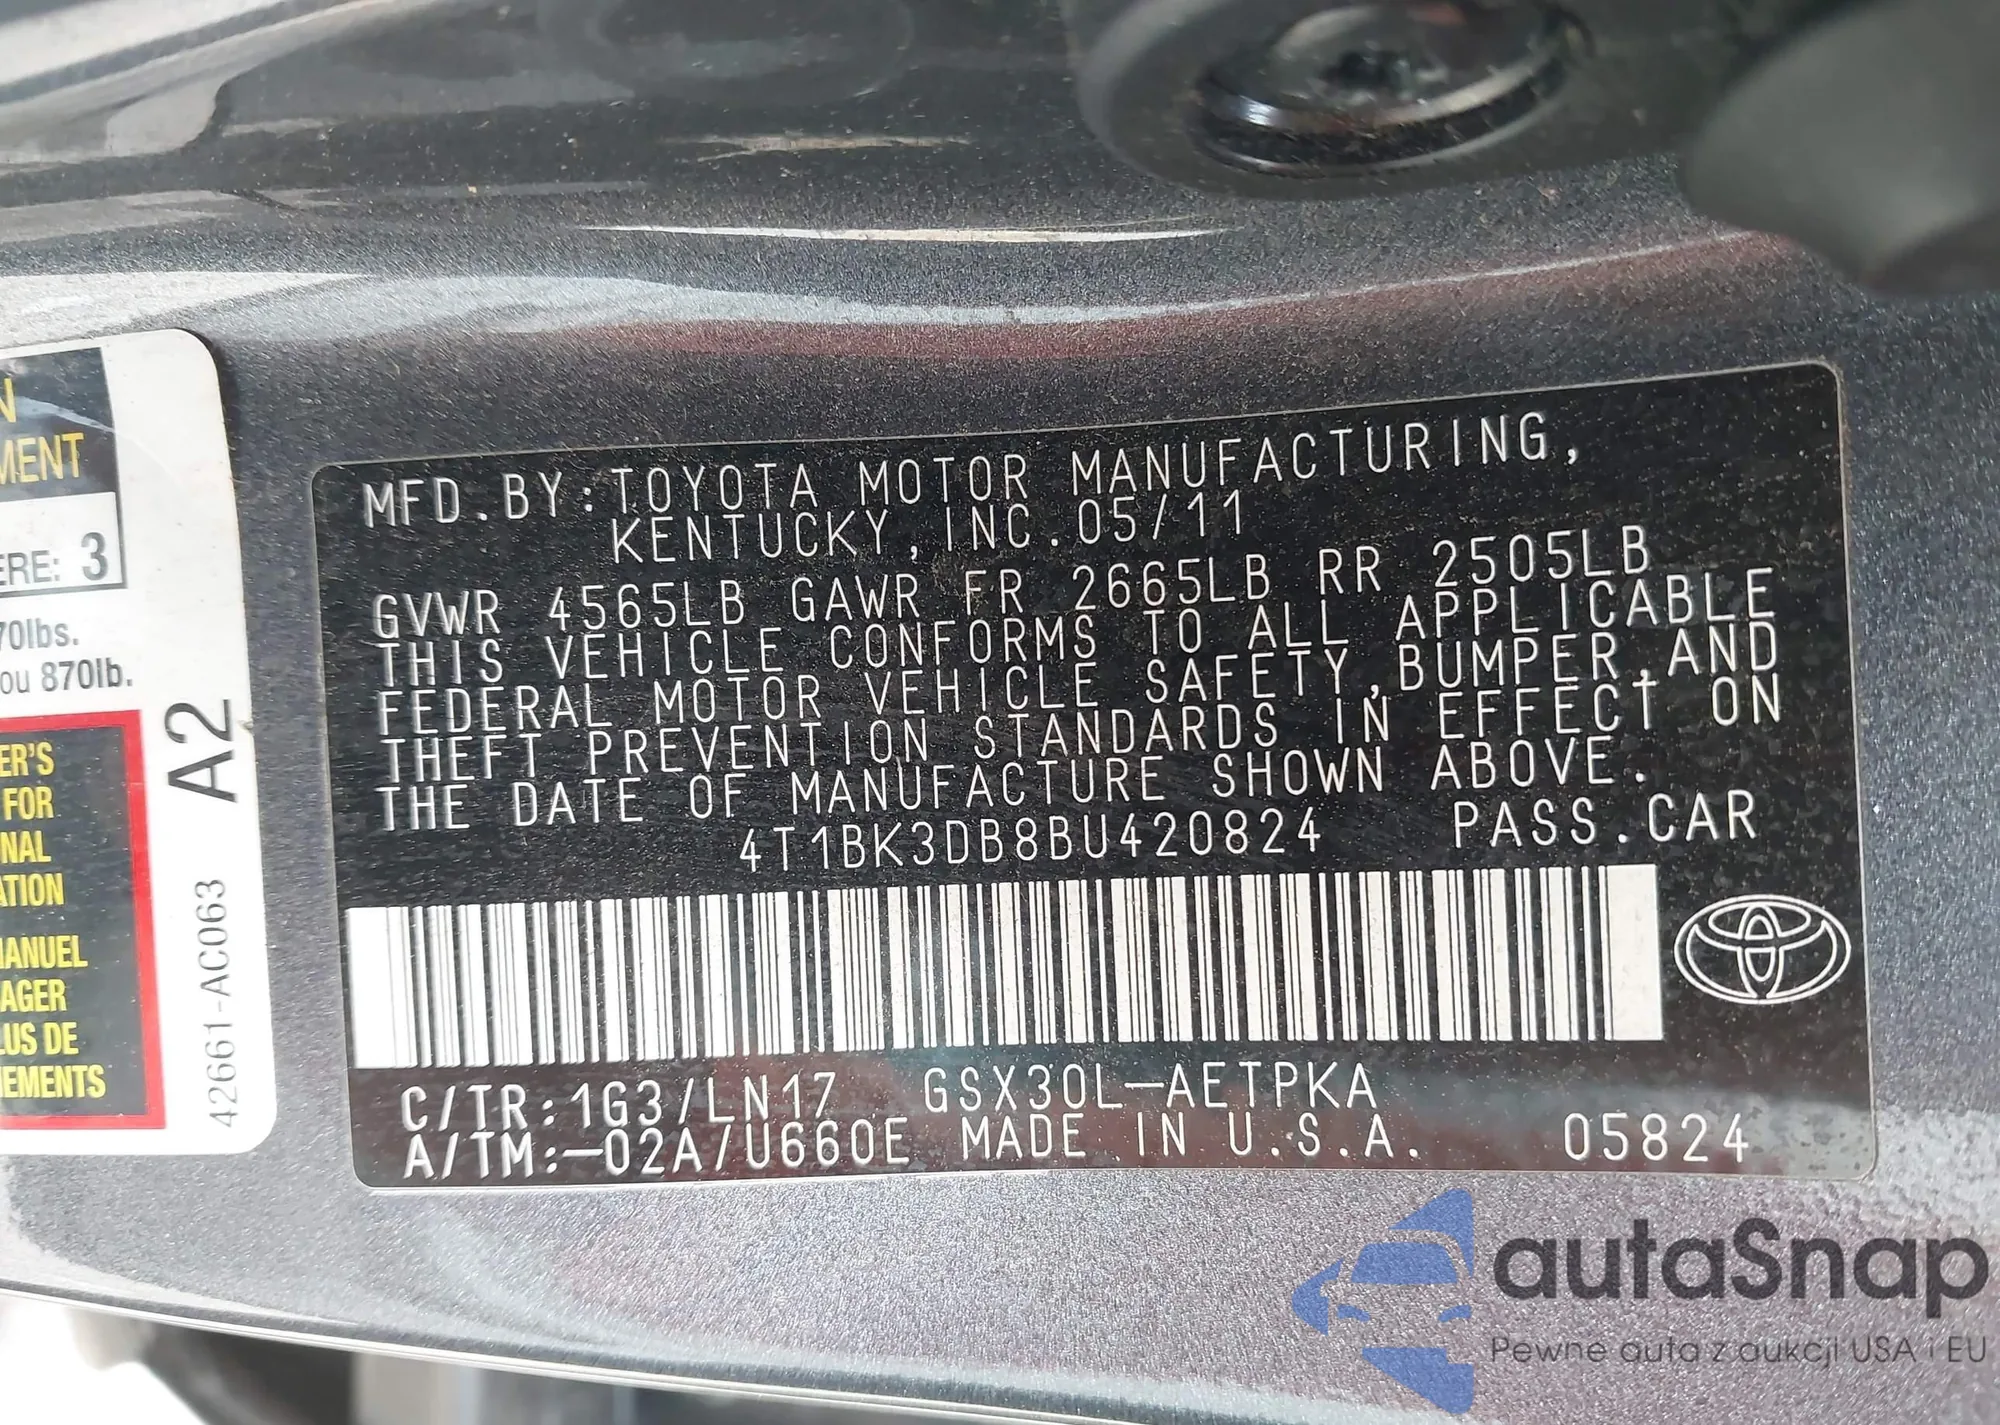 N
MENT
ERE: 3
70lbs.
ou 870lb.
ER'S
FOR
NAL
ATION
MANUEL
AGER
LUS DE
NEMENTS
A2
42661-AC063
MFD.BY:TOYOTA MOTOR MANUFACTURING,
KENTUCKY,INC.05/11
GVWR 4565LB GAWR FR 2665LB RR 2505LB
THIS VEHICLE CONFORMS TO ALL APPLICABLE
FEDERAL MOTOR VEHICLE SAFETY,BUMPER,AND
THEFT PREVENTION STANDARDS IN EFFECT ON
THE DATE OF MANUFACTURE SHOWN ABOVE.
4T1BK3DB8BU420824 PASS.CAR
C/TR:1G3/LN17 GSX30L-AETPKA
A/TM:-02A/U660E MADE IN U.S.A. 05824
autaSnap
Pewne auta z aukcji USA i EU